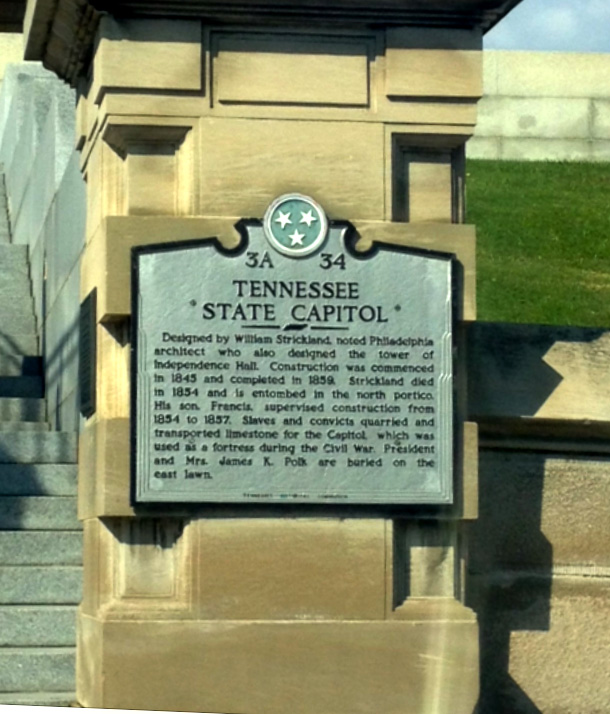 3A 34
TENNESSEE
STATE CAPITOL
Designed by William Strickland, noted Philadelphia
architect who also designed the tower of
Independence Hall. Construction was commenced
in 1845 and completed in 1859. Strickland died
in 1854 and is entombed in the north portico.
His son, Francis, supervised construction from
1854 to 1857. Slaves and convicts quarried and
transported limestone for the Capitol, which was
used as a fortress during the Civil War. President
and Mrs. James K. Polk are buried on the
east lawn.